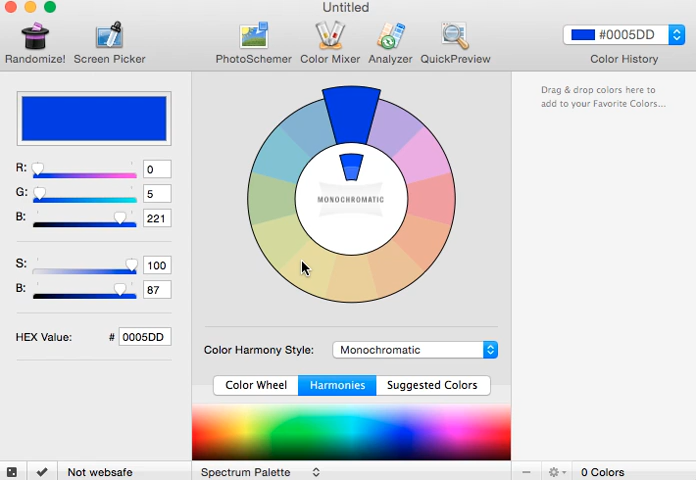 Untitled
Randomize!
Screen Picker
PhotoSchemer
Color Mixer
Analyzer
QuickPreview
#0005DD
Color History
Drag & drop colors here to
add to your Favorite Colors...
R: 0
G: 5
B: 221
S: 100
B: 87
HEX Value: # 0005DD
MONOCHROMATIC
Color Harmony Style: Monochromatic
Color Wheel
Harmonies
Suggested Colors
Not websafe
Spectrum Palette
0 Colors